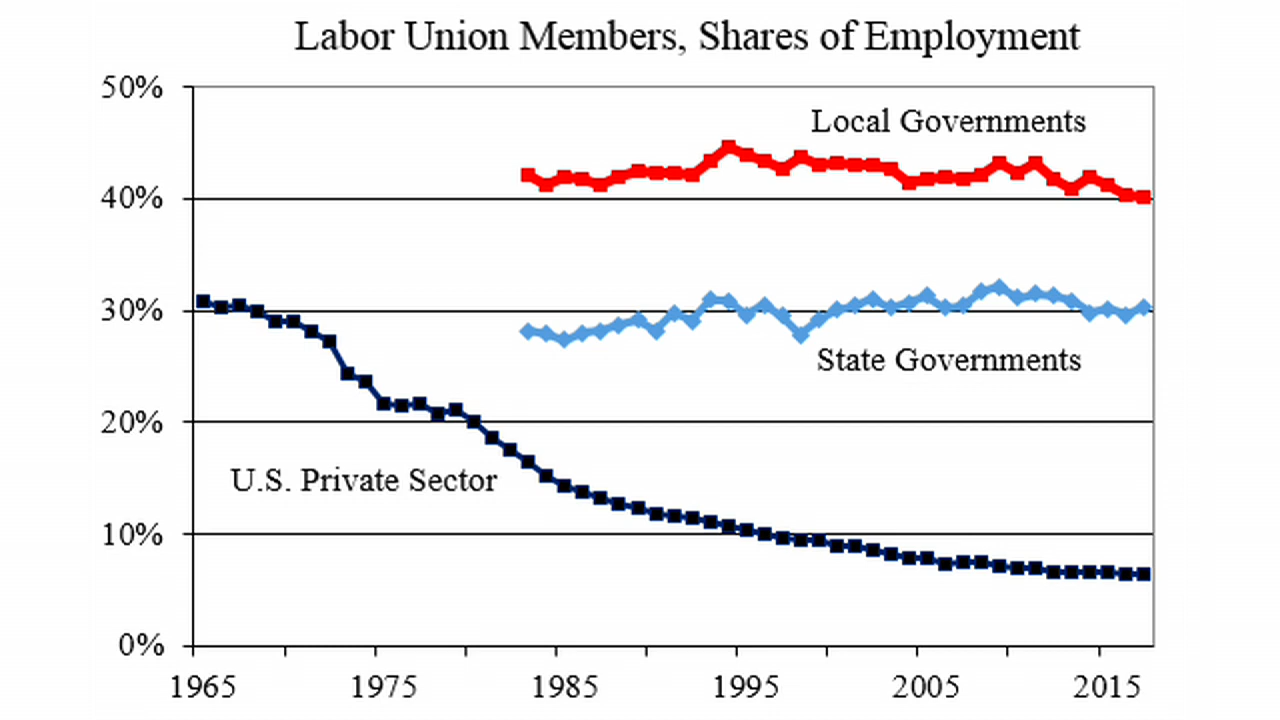 Labor Union Members, Shares of Employment
50%
Local Governments
40%
30%
State Governments
20%
U.S. Private Sector
10%
0%
1965 1975 1985 1995 2005 2015